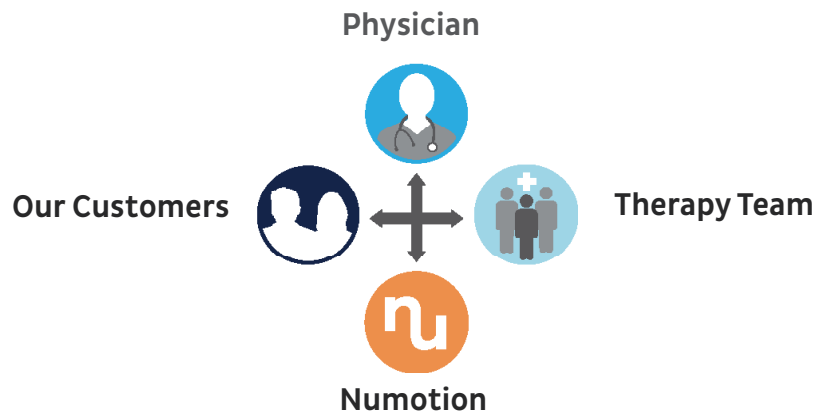 Physician
Our Customers
Therapy Team
nu
Numotion